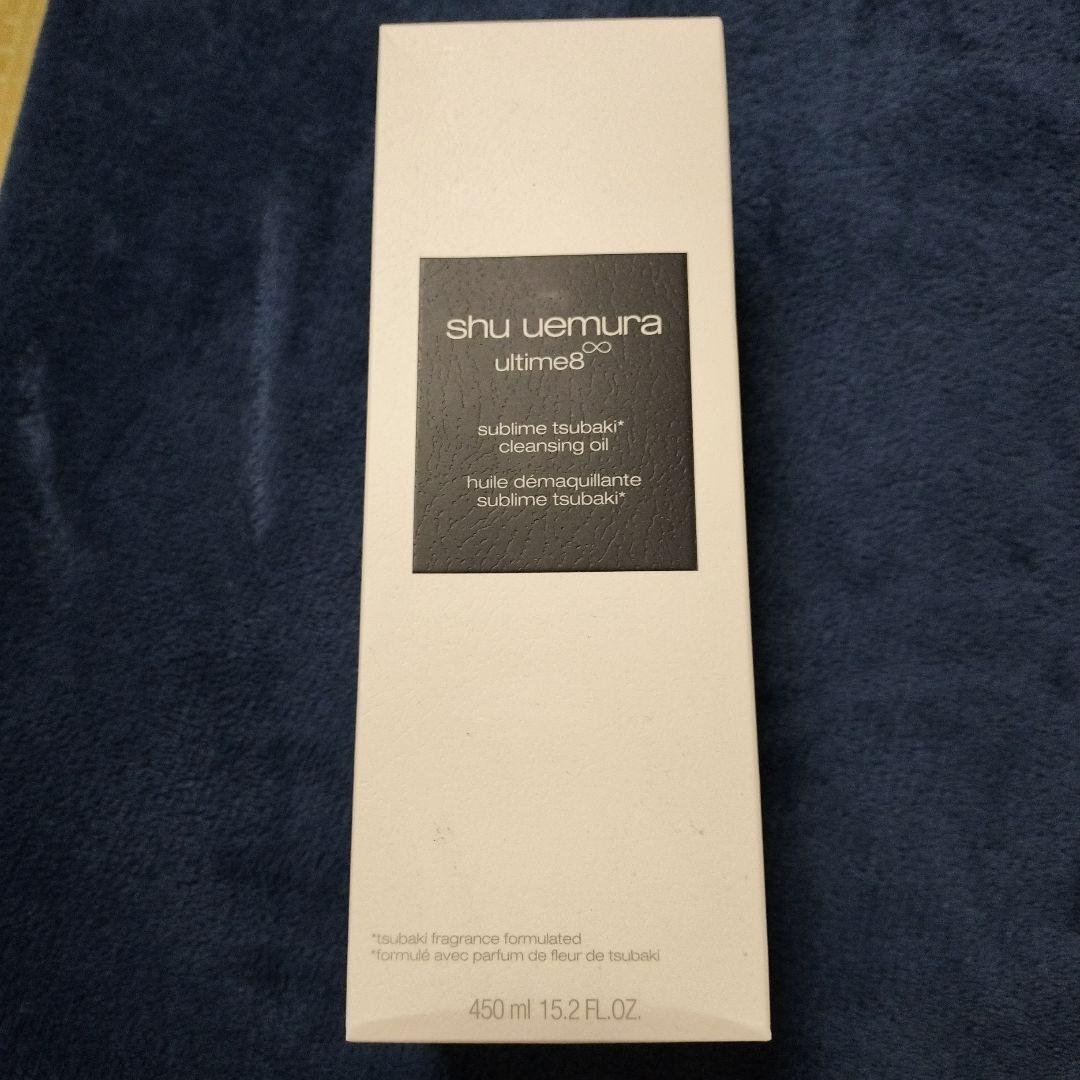 shu uemura
ultime8∞
sublime tsubaki*
cleansing oil
huile démaquillante
sublime tsubaki*
*tsubaki fragrance formulated
*formulé avec parfum de fleur de tsubaki
450 ml 15.2 FL.OZ.